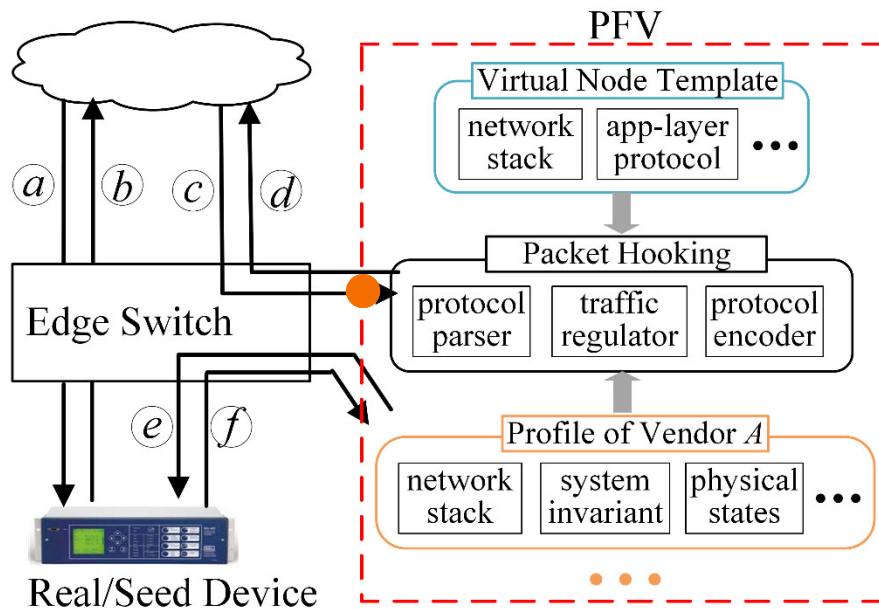 PFV
Virtual Node Template
network
stack
app-layer
protocol
a
b
c
d
Packet Hooking
Edge Switch
protocol
parser
traffic
regulator
protocol
encoder
e
f
Profile of Vendor A
network
stack
system
invariant
physical
states
Real/Seed Device